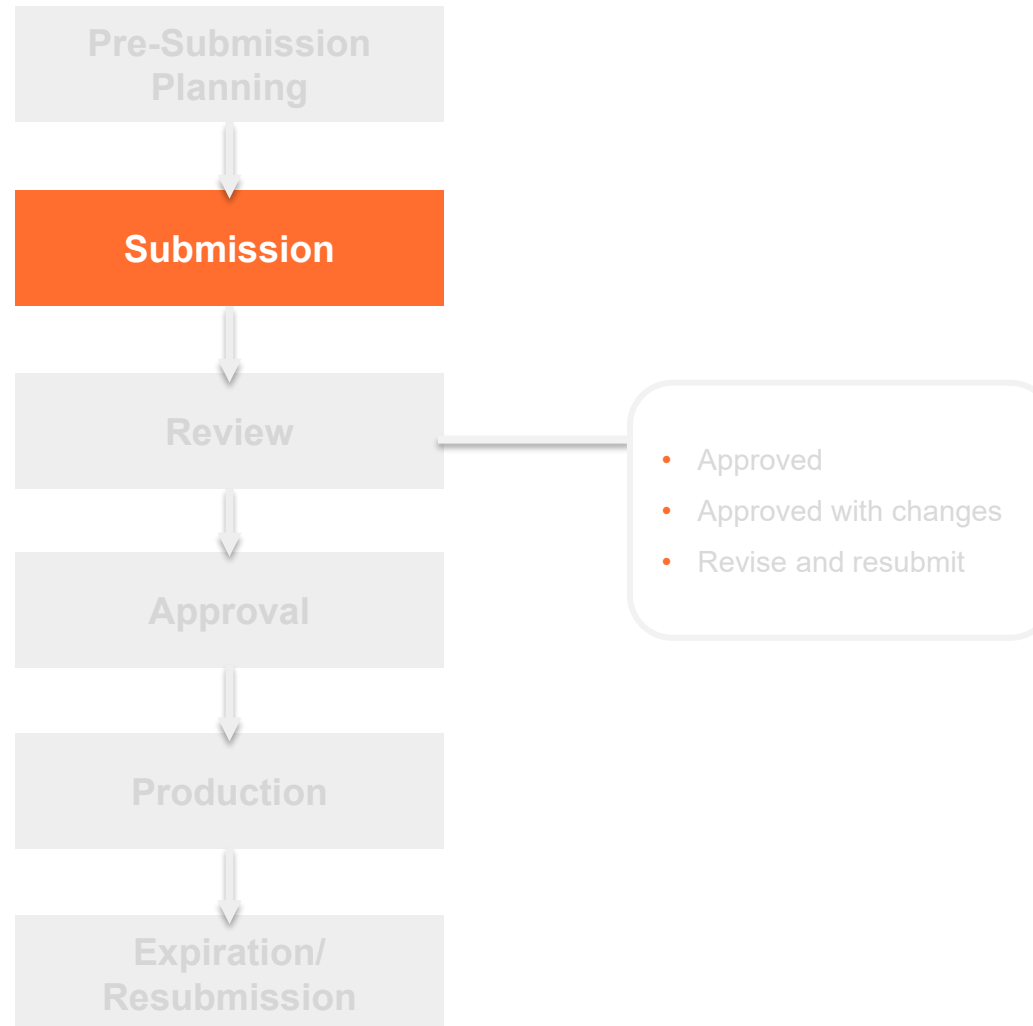 Pre-Submission
Planning
Submission
Review
• Approved
• Approved with changes
• Revise and resubmit
Approval
Production
Expiration/
Resubmission